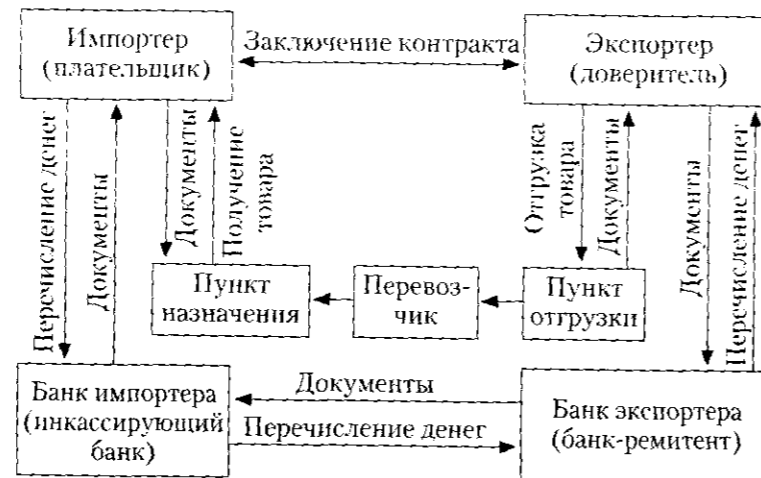 Импортер
(плательщик)
Заключение контракта
Экспортер
(доверитель)
Перечисление денег
Документы
Документы
Получение
товара
Отгрузка
товара
Документы
Документы
Перечисление денег
Пункт
назначения
Перевоз-
чик
Пункт
отгрузки
Банк импортера
(инкассирующий
банк)
Документы
Перечисление денег
Банк экспортера
(банк-ремитент)